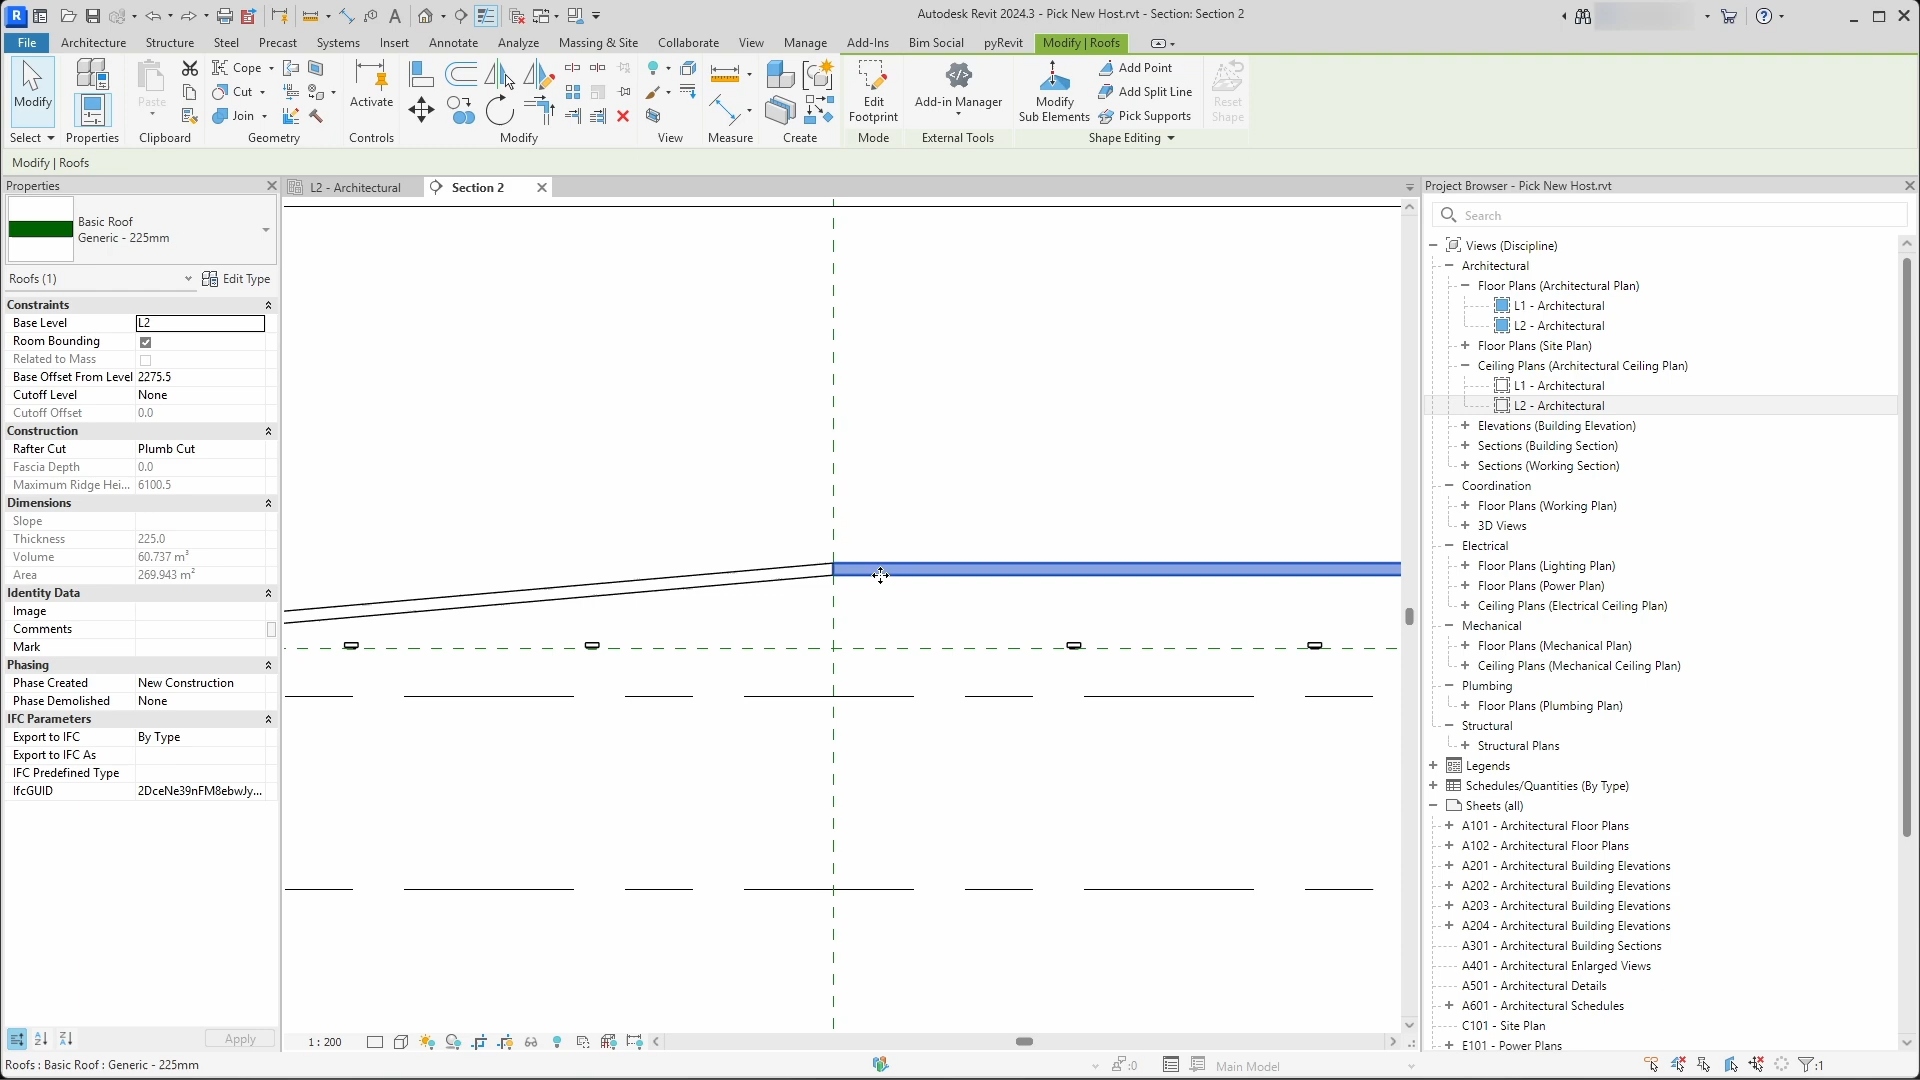 Autodesk Revit 2024.3 - Pick New Host.rvt - Section: Section 2
File Architecture Structure Steel Precast Systems Insert Annotate Analyze Massing & Site Collaborate View Manage Add-Ins Bim Social pyRevit Modify | Roofs
Modify
Select
Properties
Paste
Clipboard
Cope
Cut
Join
Geometry
Activate
Controls
Modify
View
Measure
Create
Edit
Footprint
Mode
Add-in Manager
External Tools
Modify
Sub Elements
Add Point
Add Split Line
Pick Supports
Reset
Shape
Shape Editing
Modify | Roofs
Properties
Basic Roof
Generic - 225mm
Roofs (1)
Edit Type
Constraints
Base Level L2
Room Bounding
Related to Mass
Base Offset From Level 2275.5
Cutoff Level None
Cutoff Offset 0.0
Construction
Rafter Cut Plumb Cut
Fascia Depth 0.0
Maximum Ridge Hei... 6100.5
Dimensions
Slope
Thickness 225.0
Volume 60.737 m³
Area 269.943 m²
Identity Data
Image
Comments
Mark
Phasing
Phase Created New Construction
Phase Demolished None
IFC Parameters
Export to IFC By Type
Export to IFC As
IFC Predefined Type
IfcGUID 2DceNe39nFM8ebwJy...
Apply
L2 - Architectural
Section 2
1 : 200
Project Browser - Pick New Host.rvt
Search
Views (Discipline)
Architectural
Floor Plans (Architectural Plan)
L1 - Architectural
L2 - Architectural
Floor Plans (Site Plan)
Ceiling Plans (Architectural Ceiling Plan)
L1 - Architectural
L2 - Architectural
Elevations (Building Elevation)
Sections (Building Section)
Sections (Working Section)
Coordination
Floor Plans (Working Plan)
3D Views
Electrical
Floor Plans (Lighting Plan)
Floor Plans (Power Plan)
Ceiling Plans (Electrical Ceiling Plan)
Mechanical
Floor Plans (Mechanical Plan)
Ceiling Plans (Mechanical Ceiling Plan)
Plumbing
Floor Plans (Plumbing Plan)
Structural
Structural Plans
Legends
Schedules/Quantities (By Type)
Sheets (all)
A101 - Architectural Floor Plans
A102 - Architectural Floor Plans
A201 - Architectural Building Elevations
A202 - Architectural Building Elevations
A203 - Architectural Building Elevations
A204 - Architectural Building Elevations
A301 - Architectural Building Sections
A401 - Architectural Enlarged Views
A501 - Architectural Details
A601 - Architectural Schedules
C101 - Site Plan
E101 - Power Plans
Roofs : Basic Roof : Generic - 225mm
:0
Main Model
:1